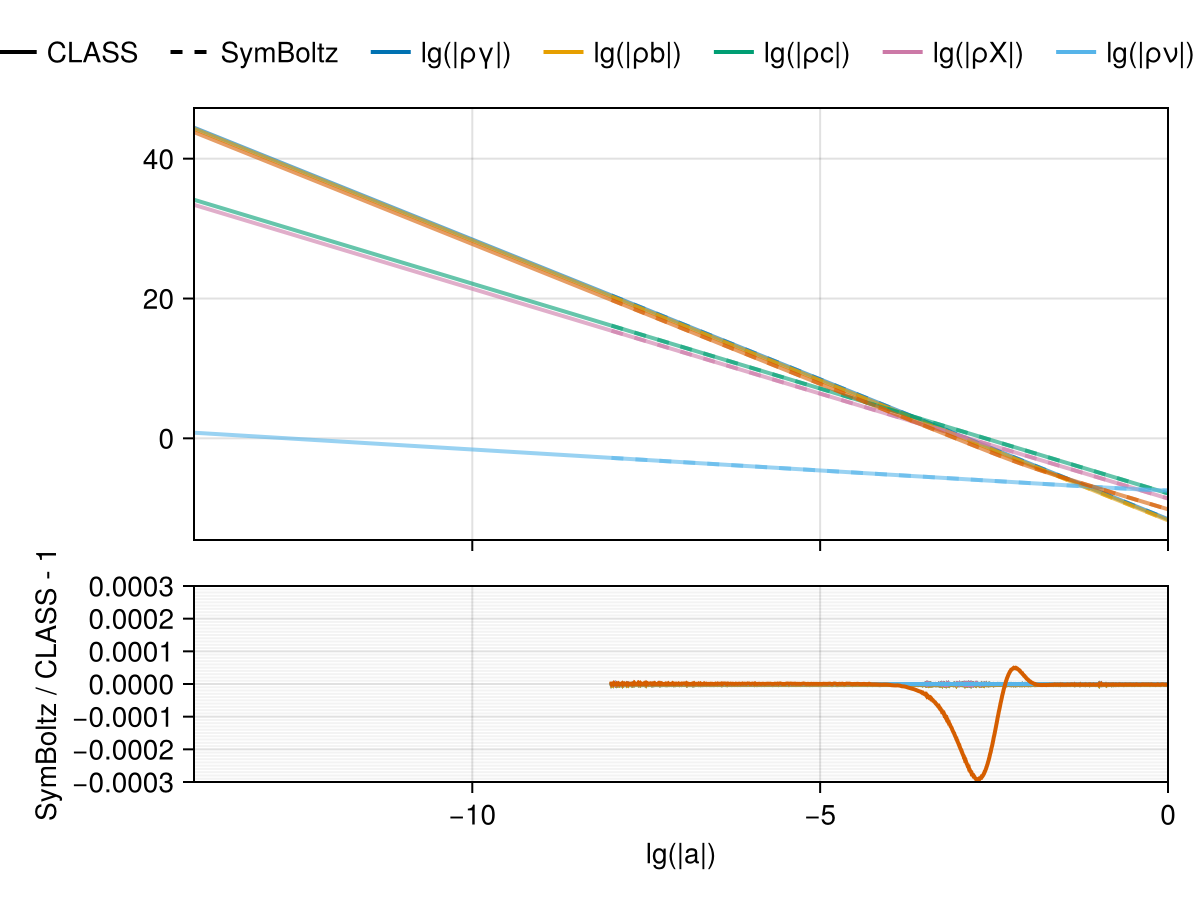 CLASS SymBoltz lg(|ργ|) lg(|ρb|) lg(|ρc|) lg(|ρX|) lg(|ρν|)
40
20
0
SymBoltz / CLASS - 1
0.0003
0.0002
0.0001
0.0000
−0.0001
−0.0002
−0.0003
−10 −5 0
lg(|a|)